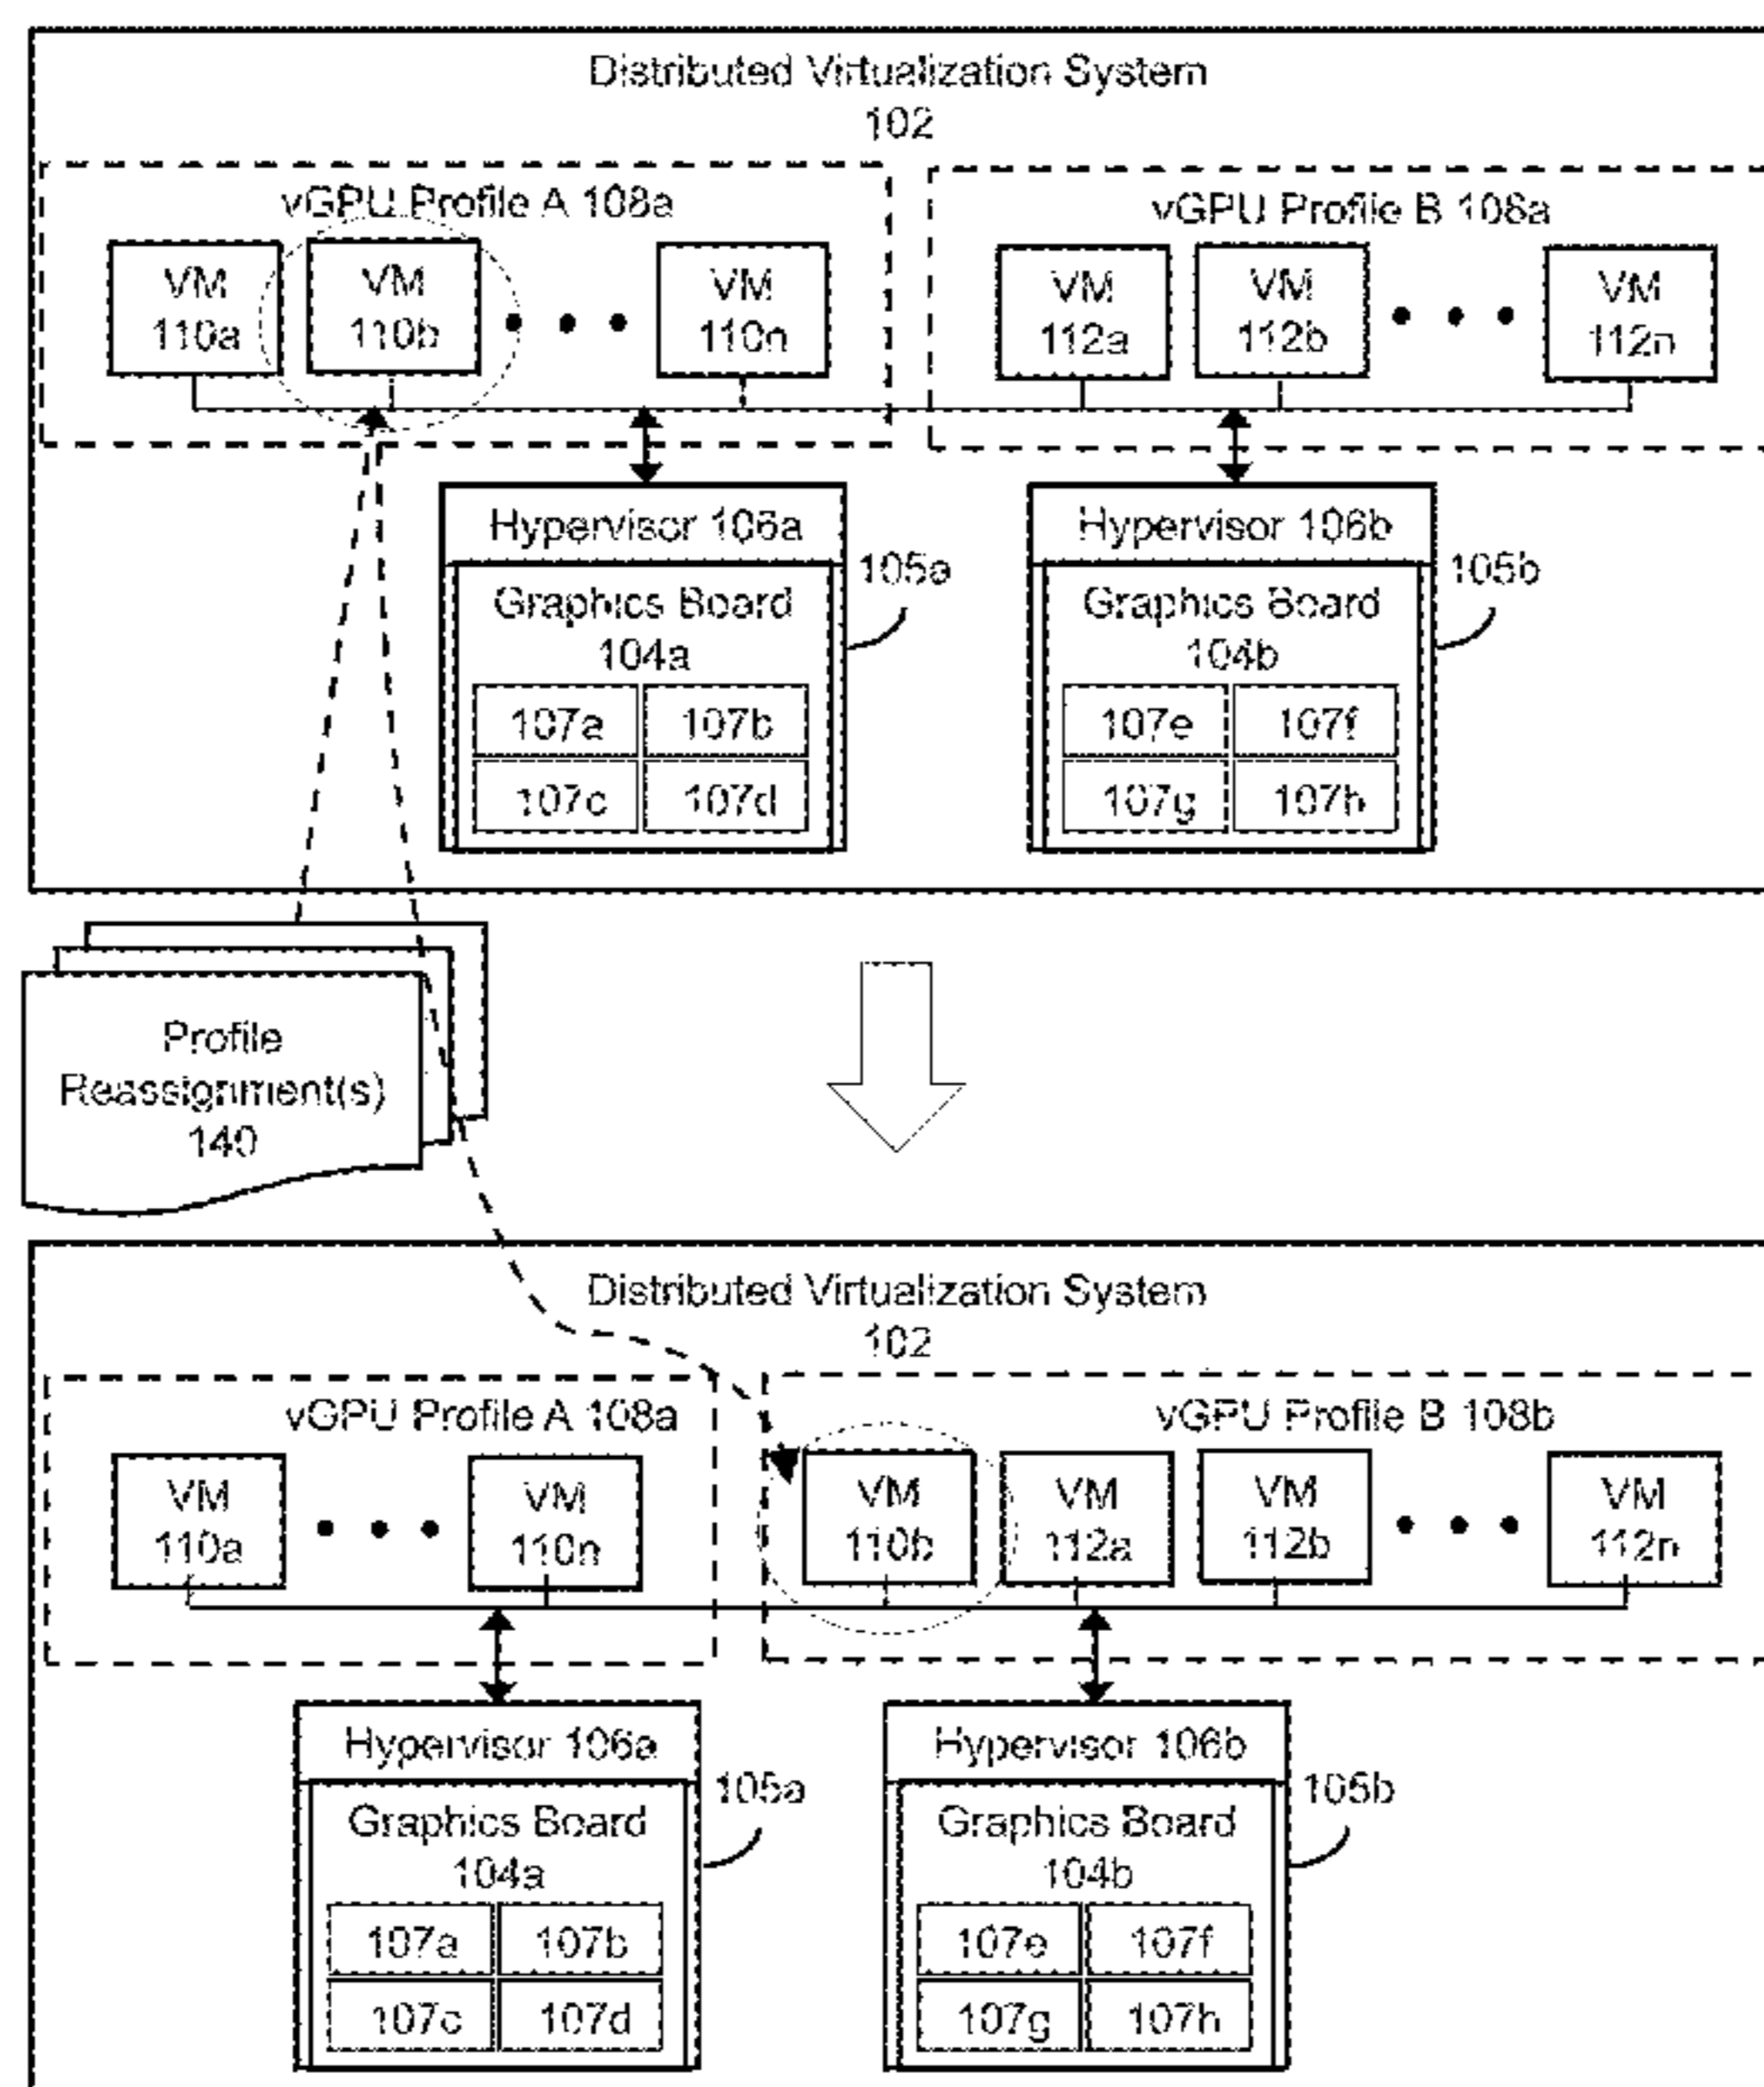 Distributed Virtualization System
102
vGPU Profile A 108a
vGPU Profile B 108a
VM
110a
VM
110b
VM
110n
VM
112a
VM
112b
VM
112n
Hypervisor 106a
Graphics Board
104a
107a
107b
107c
107d
105a
Hypervisor 106b
Graphics Board
104b
107e
107f
107g
107h
105b
Profile
Reassignment(s)
140
Distributed Virtualization System
102
vGPU Profile A 108a
vGPU Profile B 108b
VM
110a
VM
110n
VM
110b
VM
112a
VM
112b
VM
112n
Hypervisor 106a
Graphics Board
104a
107a
107b
107c
107d
105a
Hypervisor 106b
Graphics Board
104b
107e
107f
107g
107h
105b